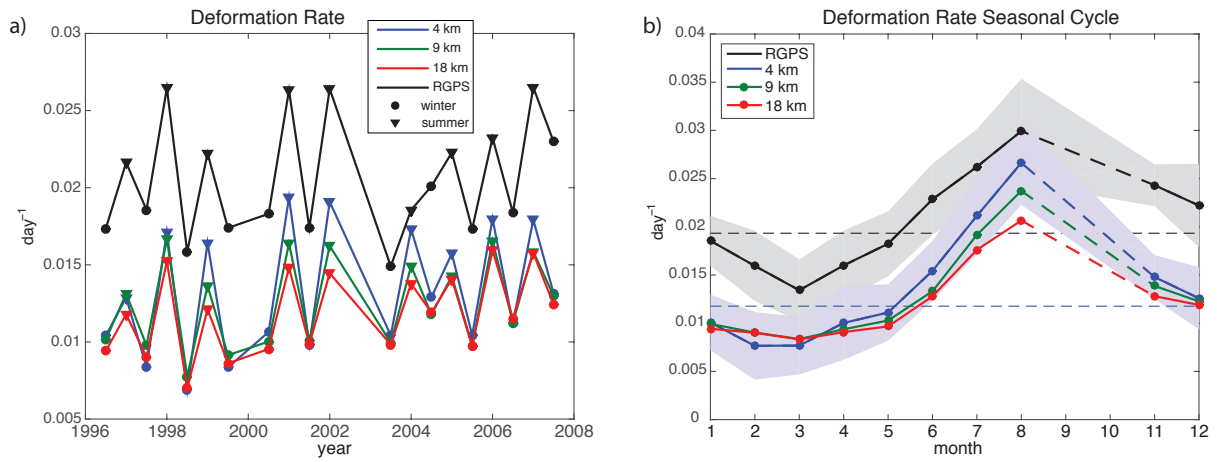 a)
Deformation Rate
0.03
0.025
0.02
0.015
0.01
0.005
day⁻¹
4 km
9 km
18 km
RGPS
winter
summer
1996 1998 2000 2002 2004 2006 2008
year
b)
Deformation Rate Seasonal Cycle
0.04
0.035
0.03
0.025
0.02
0.015
0.01
0.005
0
day⁻¹
RGPS
4 km
9 km
18 km
1 2 3 4 5 6 7 8 9 10 11 12
month